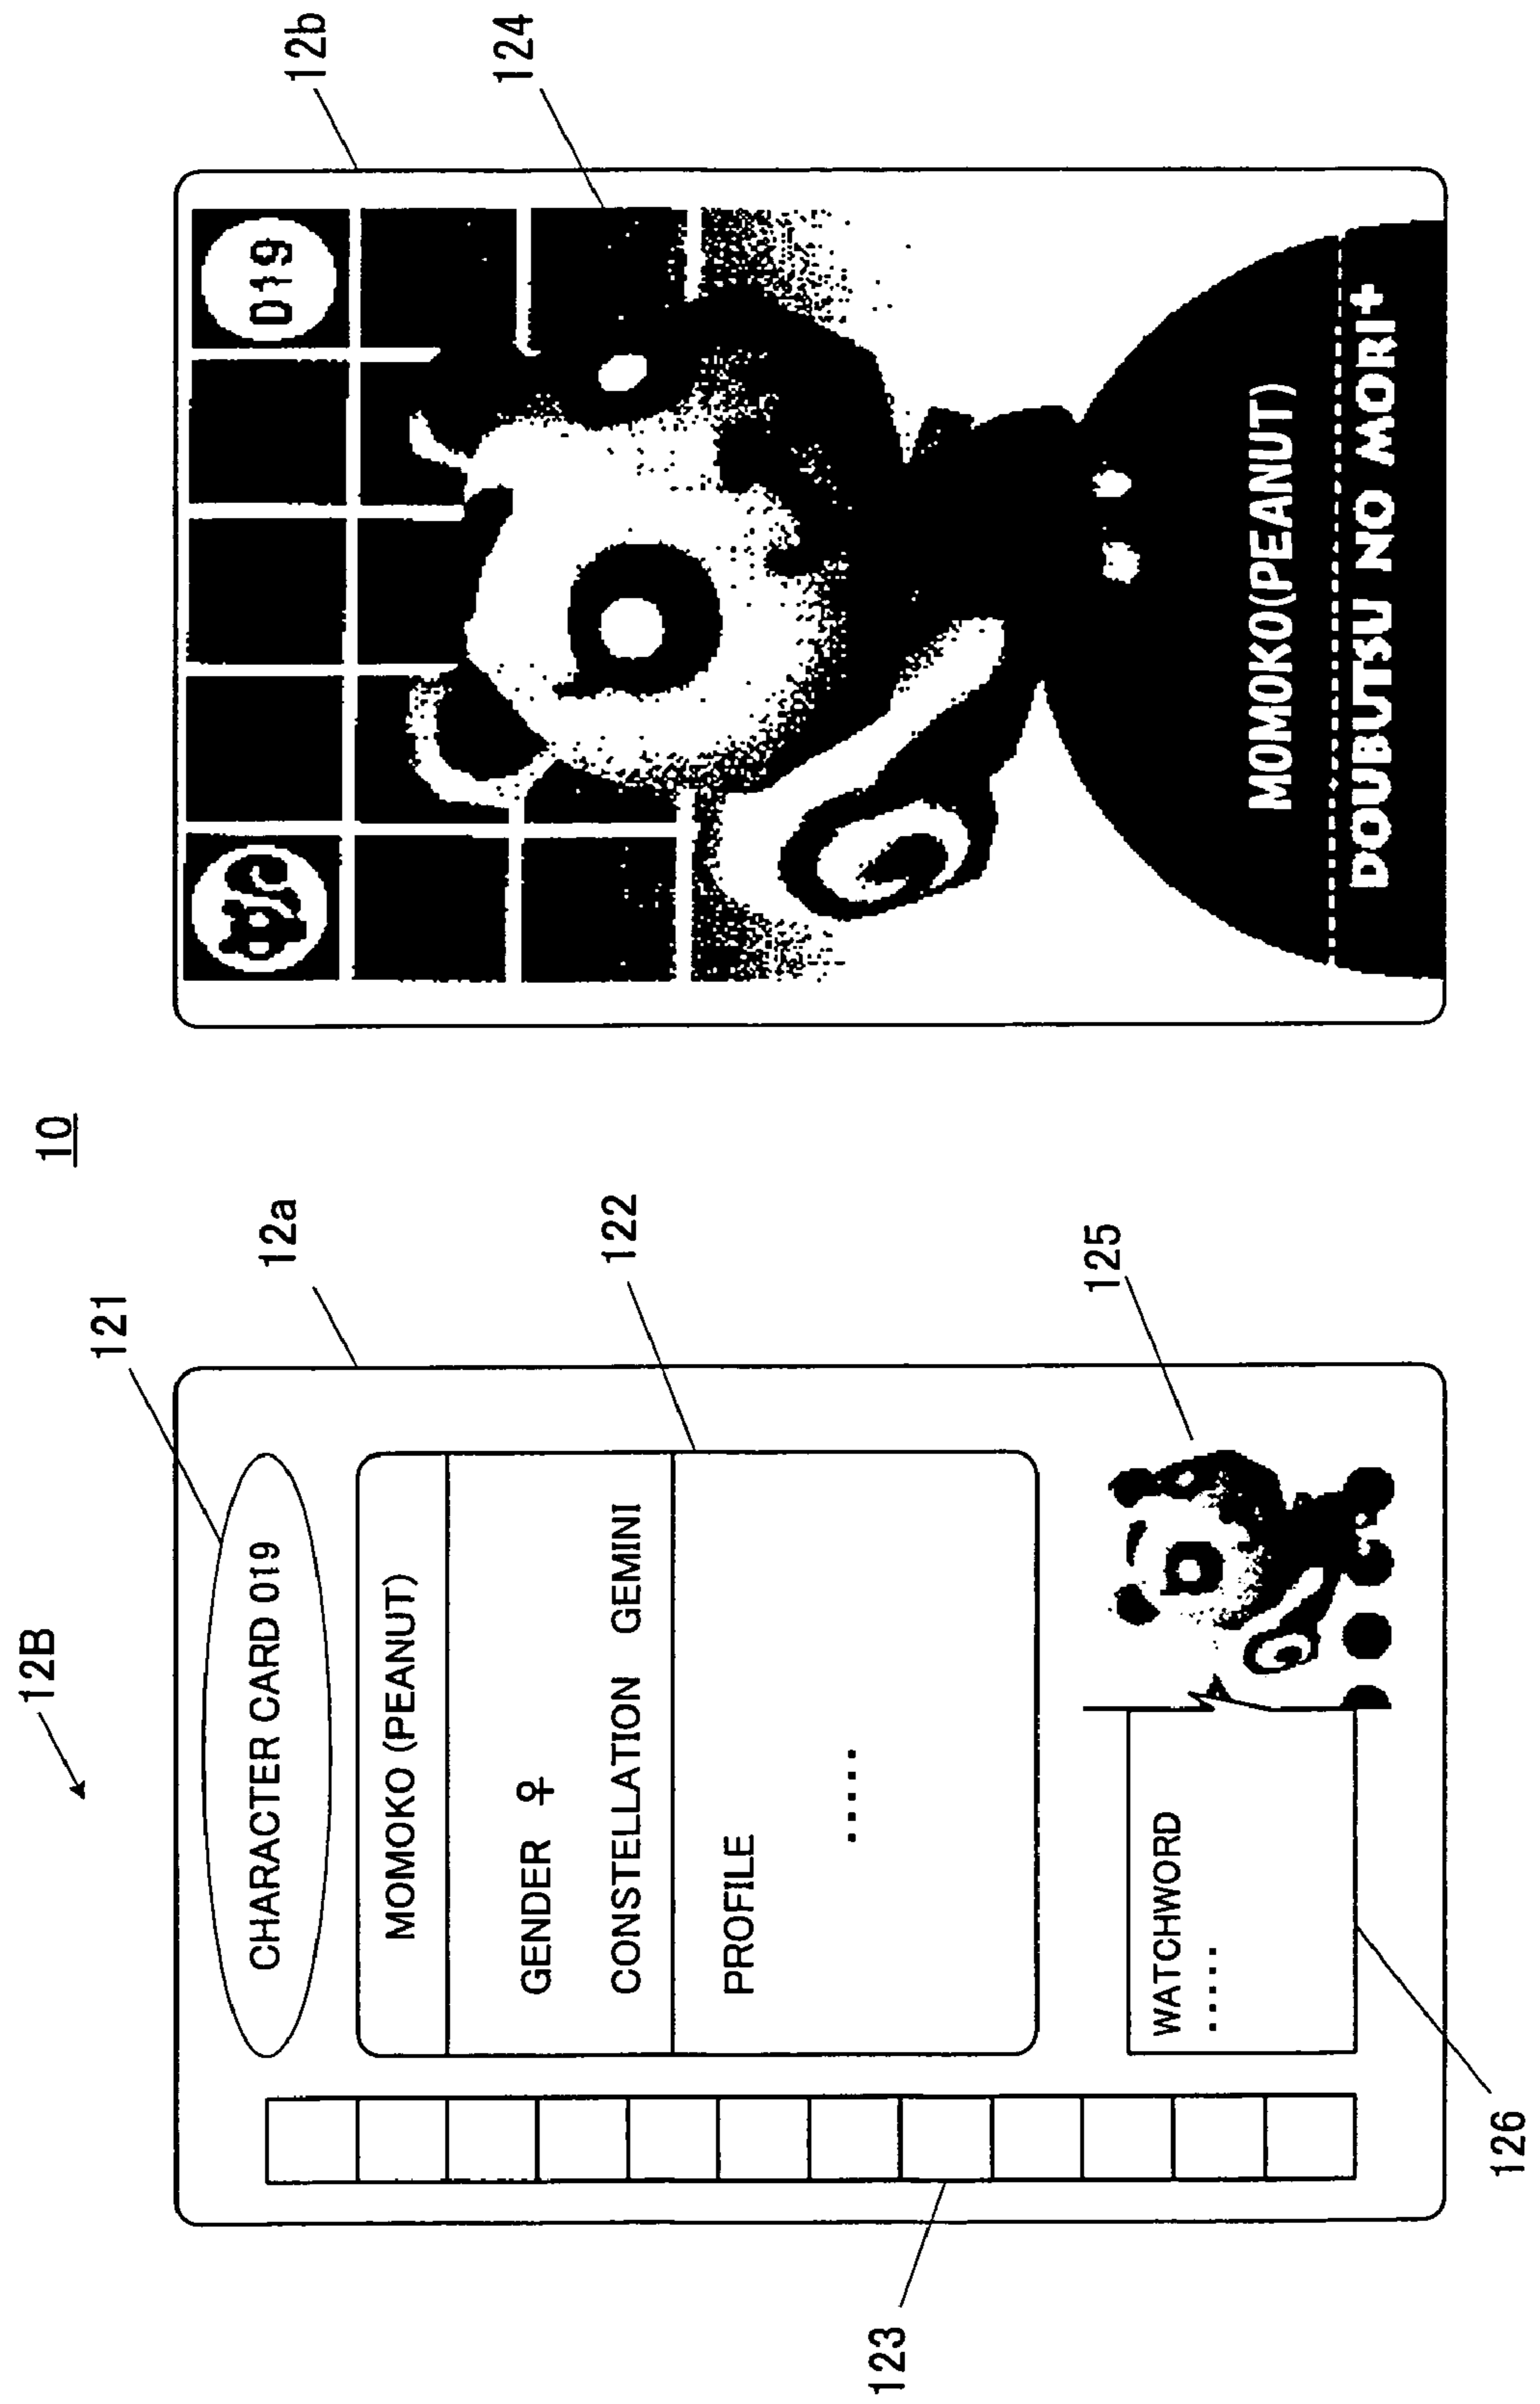 10
12B
121
CHARACTER CARD 019
12a
MOMOKO (PEANUT)
GENDER ♀
CONSTELLATION GEMINI
122
PROFILE
.....
WATCHWORD
.....
123
125
126
12b
D19
124
MOMOKO(PEANUT)
DOUBUTSU NO MORI+